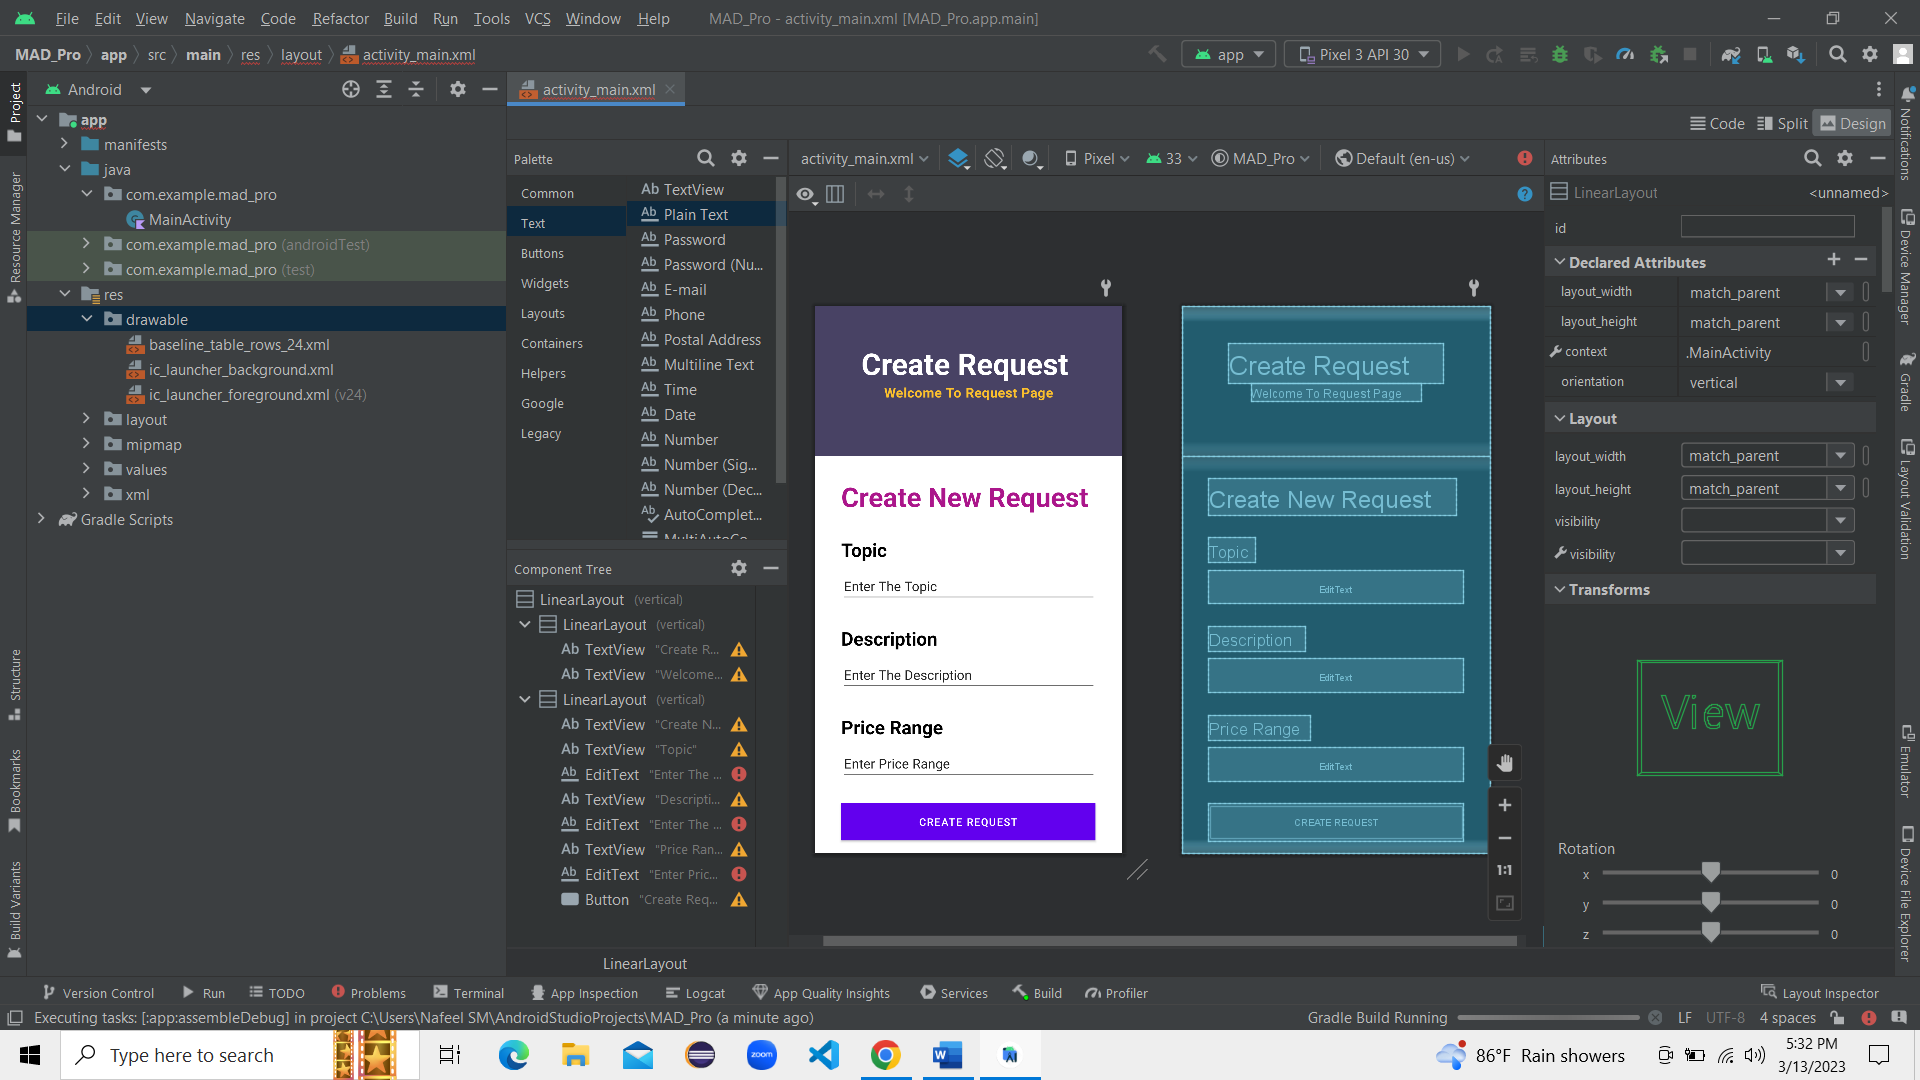 File Edit View Navigate Code Refactor Build Run Tools VCS Window Help MAD_Pro - activity_main.xml [MAD_Pro.app.main]
MAD_Pro app src main res layout activity_main.xml app Pixel 3 API 30
Project
Resource Manager
Structure
Bookmarks
Build Variants
Android
app
manifests
java
com.example.mad_pro
MainActivity
com.example.mad_pro (androidTest)
com.example.mad_pro (test)
res
drawable
baseline_table_rows_24.xml
ic_launcher_background.xml
ic_launcher_foreground.xml (v24)
layout
mipmap
values
xml
Gradle Scripts
activity_main.xml
Code Split Design
Palette
Common
Text
Buttons
Widgets
Layouts
Containers
Helpers
Google
Legacy
Ab TextView
Ab Plain Text
Ab Password
Ab Password (Nu...
Ab E-mail
Ab Phone
Ab Postal Address
Ab Multiline Text
Ab Time
Ab Date
Ab Number
Ab Number (Sig...
Ab Number (Dec...
Ab AutoComplet...
MultiAutoCo...
Component Tree
LinearLayout (vertical)
LinearLayout (vertical)
Ab TextView "Create R...
Ab TextView "Welcome...
LinearLayout (vertical)
Ab TextView "Create N...
Ab TextView "Topic"
Ab EditText "Enter The ...
Ab TextView "Descripti...
Ab EditText "Enter The ...
Ab TextView "Price Ran...
Ab EditText "Enter Pric...
Button "Create Req...
activity_main.xml Pixel 33 MAD_Pro Default (en-us)
Create Request
Welcome To Request Page
Create New Request
Topic
Enter The Topic
Description
Enter The Description
Price Range
Enter Price Range
CREATE REQUEST
Create Request
Welcome To Request Page
Create New Request
Topic
EditText
Description
EditText
Price Range
EditText
CREATE REQUEST
1:1
LinearLayout
Attributes
LinearLayout <unnamed>
id
Declared Attributes
layout_width match_parent
layout_height match_parent
context .MainActivity
orientation vertical
Layout
layout_width match_parent
layout_height match_parent
visibility
visibility
Transforms
View
Rotation
x 0
y 0
z 0
Notifications
Device Manager
Gradle
Layout Validation
Emulator
Device File Explorer
Version Control Run TODO Problems Terminal App Inspection Logcat App Quality Insights Services Build Profiler Layout Inspector
Executing tasks: [:app:assembleDebug] in project C:\Users\Nafeel SM\AndroidStudioProjects\MAD_Pro (a minute ago) Gradle Build Running LF UTF-8 4 spaces
Type here to search
zoom
W
86°F Rain showers
5:32 PM
3/13/2023